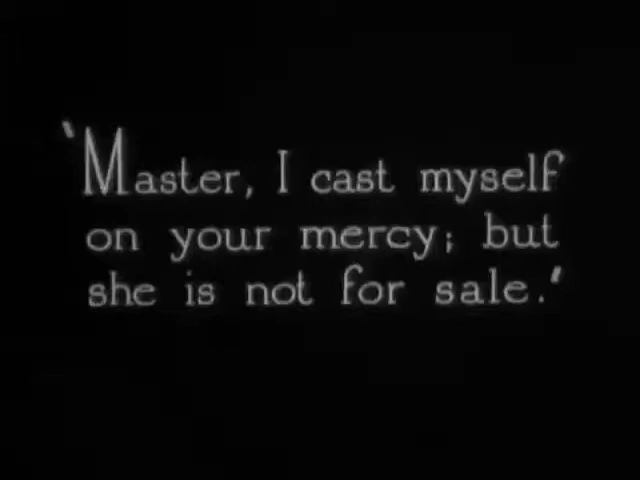 'Master, I cast myself
on your mercy; but
she is not for sale.'